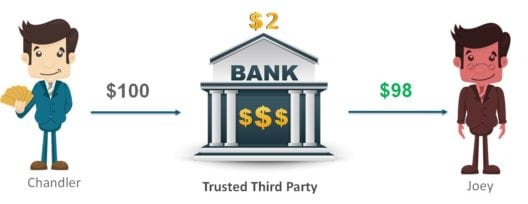 $2
BANK
$100
$$$
$98
Chandler
Trusted Third Party
Joey